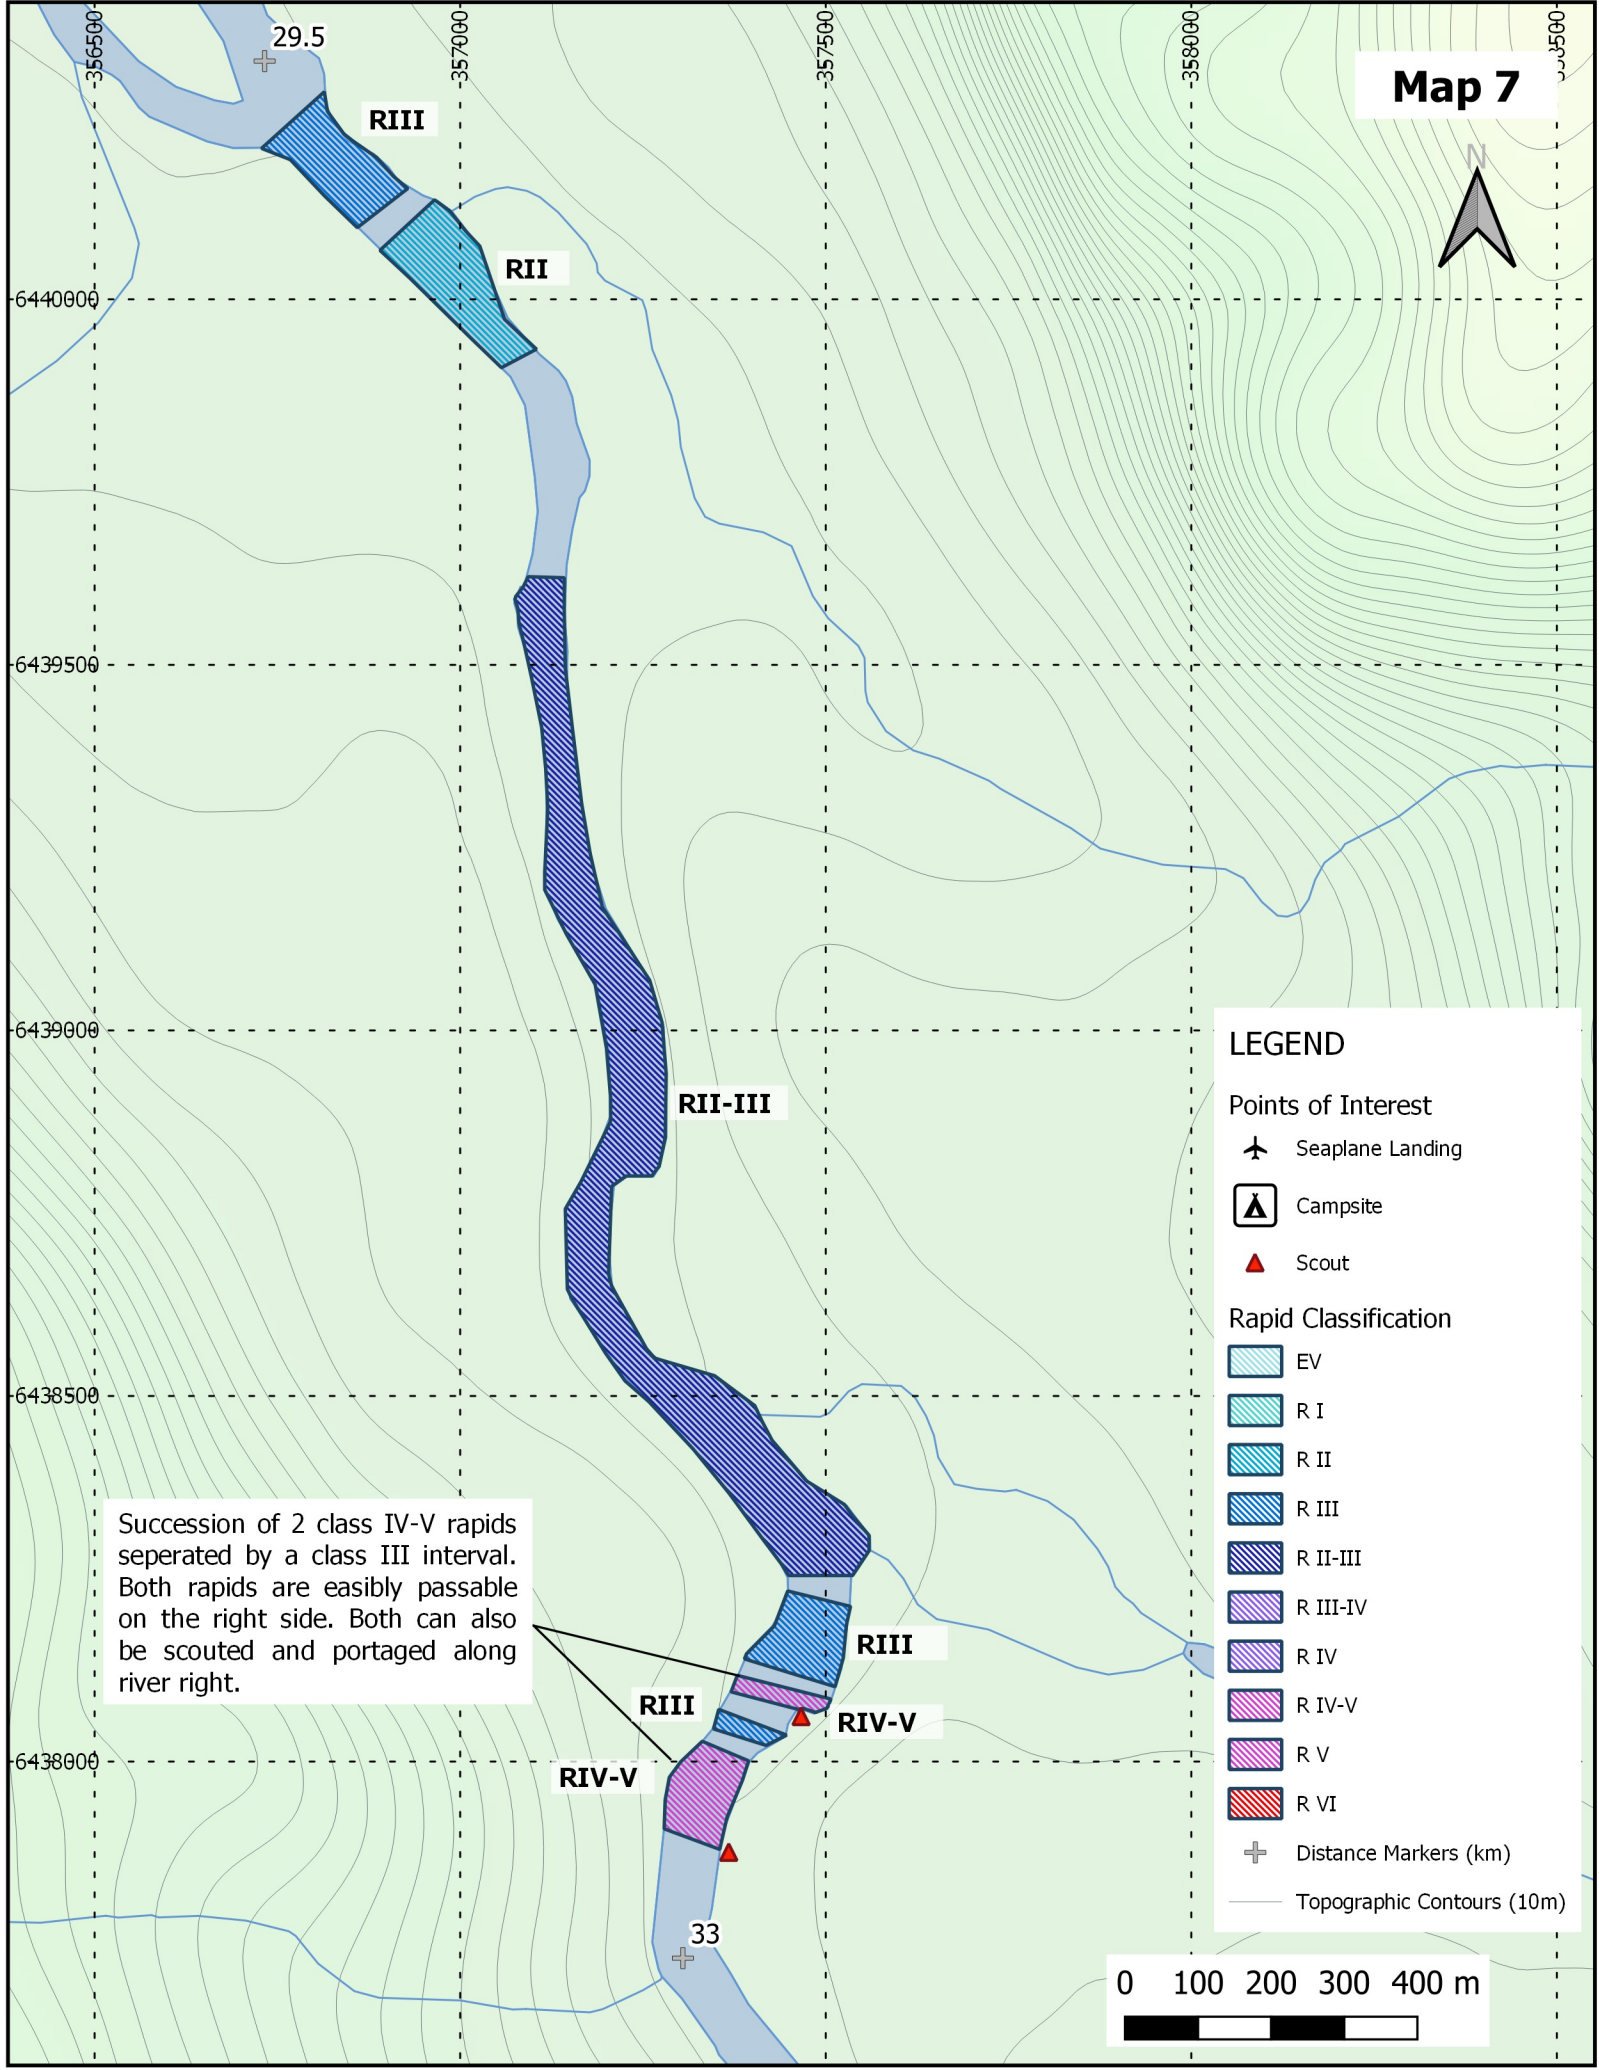 356500
357000
357500
358000
358500
29.5
Map 7
RIII
N
RII
6440000
6439500
6439000
RII-III
LEGEND
Points of Interest
Seaplane Landing
Campsite
Scout
Rapid Classification
EV
R I
R II
R III
R II-III
R III-IV
R IV
R IV-V
R V
R VI
Distance Markers (km)
Topographic Contours (10m)
6438500
Succession of 2 class IV-V rapids
seperated by a class III interval.
Both rapids are easibly passable
on the right side. Both can also
be scouted and portaged along
river right.
RIII
RIII
RIV-V
6438000
RIV-V
33
0 100 200 300 400 m